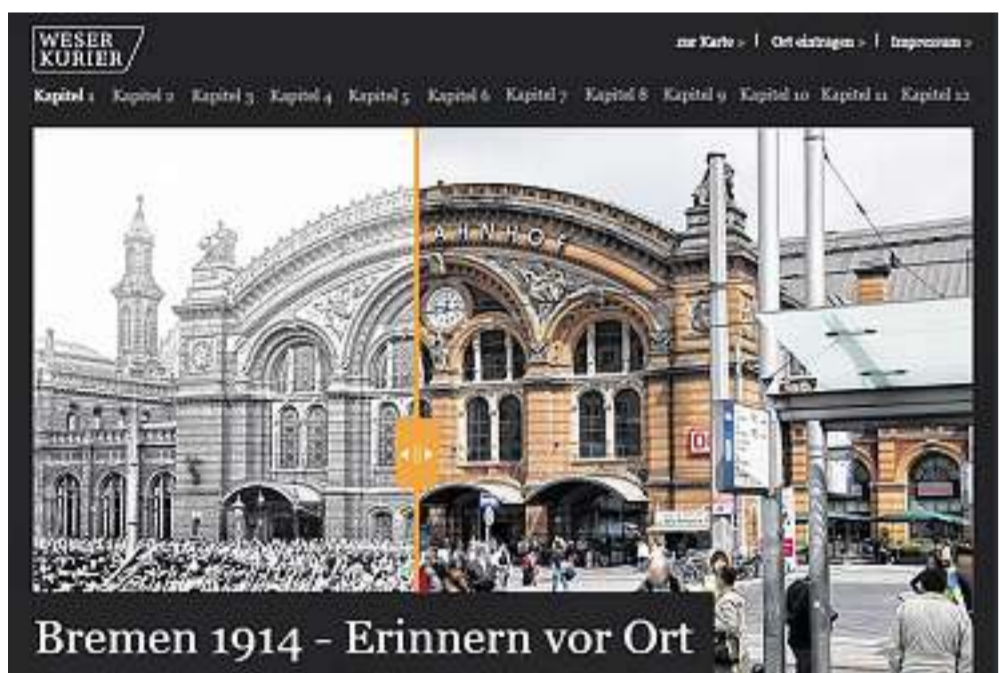 WESER
KURIER
zur Karte > | Ort eintragen > | Impressum >
Kapitel 1 Kapitel 2 Kapitel 3 Kapitel 4 Kapitel 5 Kapitel 6 Kapitel 7 Kapitel 8 Kapitel 9 Kapitel 10 Kapitel 11 Kapitel 12
AHNHOF
Bremen 1914 - Erinnern vor Ort